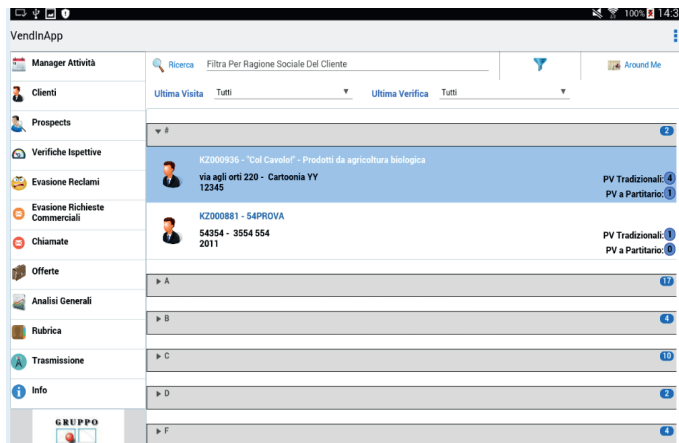 100% 14:3
VendInApp
Manager Attività
Clienti
Prospects
Verifiche Ispettive
Evasione Reclami
Evasione Richieste
Commerciali
Chiamate
Offerte
Analisi Generali
Rubrica
Trasmissione
Info
GRUPPO
Ricerca Filtra Per Ragione Sociale Del Cliente
Around Me
Ultima Visita Tutti Ultima Verifica Tutti
# 2
KZ000936 - "Col Cavolo!" - Prodotti da agricoltura biologica
via agli orti 220 - Cartoonia YY
12345
PV Tradizionali: 4
PV a Partitario: 1
KZ000881 - 54PROVA
54354 - 3554 554
2011
PV Tradizionali: 1
PV a Partitario: 0
A 17
B 4
C 10
D 2
F 4